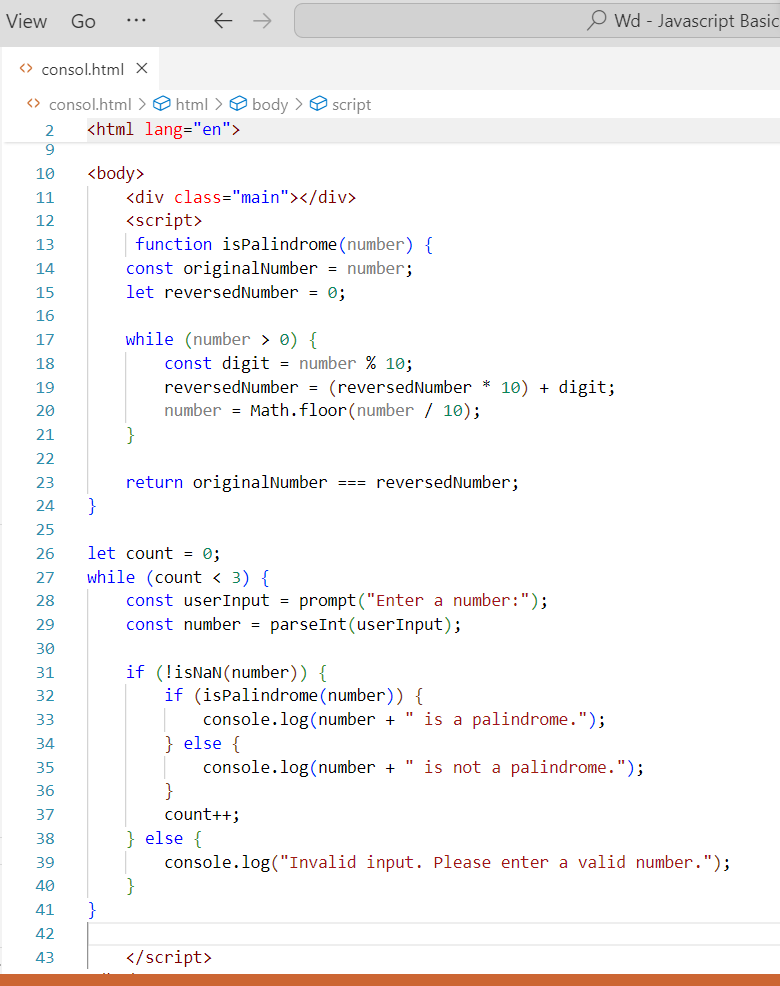 View Go ··· ← → Wd - Javascript Basic
<> consol.html ×
<> consol.html > html > body > script
2 <html lang="en">
9
10 <body>
11     <div class="main"></div>
12     <script>
13      function isPalindrome(number) {
14     const originalNumber = number;
15     let reversedNumber = 0;
16
17     while (number > 0) {
18         const digit = number % 10;
19         reversedNumber = (reversedNumber * 10) + digit;
20         number = Math.floor(number / 10);
21     }
22
23     return originalNumber === reversedNumber;
24 }
25
26 let count = 0;
27 while (count < 3) {
28     const userInput = prompt("Enter a number:");
29     const number = parseInt(userInput);
30
31     if (!isNaN(number)) {
32         if (isPalindrome(number)) {
33             console.log(number + " is a palindrome.");
34         } else {
35             console.log(number + " is not a palindrome.");
36         }
37         count++;
38     } else {
39         console.log("Invalid input. Please enter a valid number.");
40     }
41 }
42
43     </script>